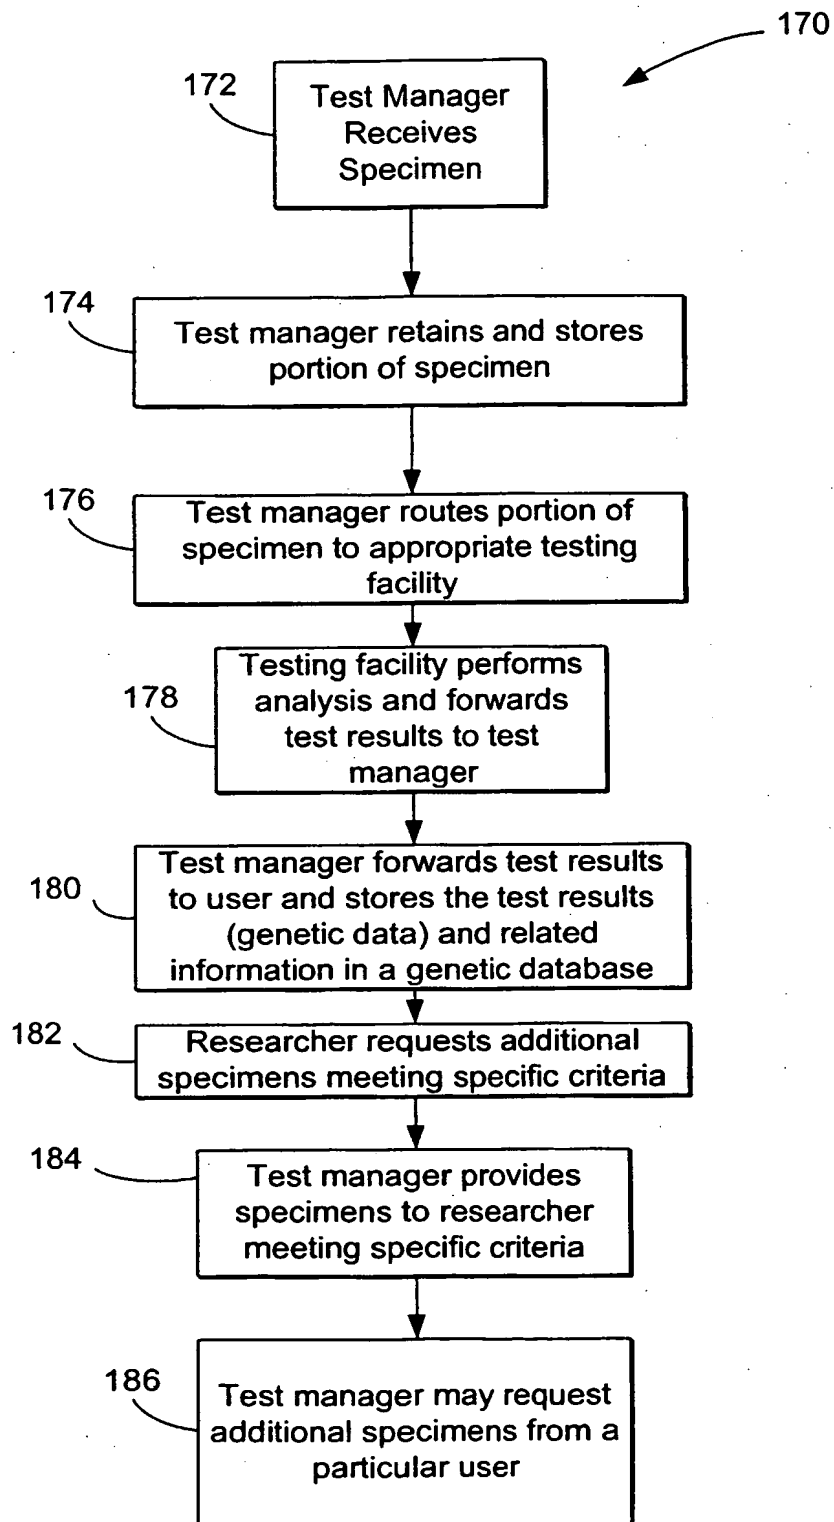 170
172
Test Manager
Receives
Specimen
174
Test manager retains and stores
portion of specimen
176
Test manager routes portion of
specimen to appropriate testing
facility
178
Testing facility performs
analysis and forwards
test results to test
manager
180
Test manager forwards test results
to user and stores the test results
(genetic data) and related
information in a genetic database
182
Researcher requests additional
specimens meeting specific criteria
184
Test manager provides
specimens to researcher
meeting specific criteria
186
Test manager may request
additional specimens from a
particular user